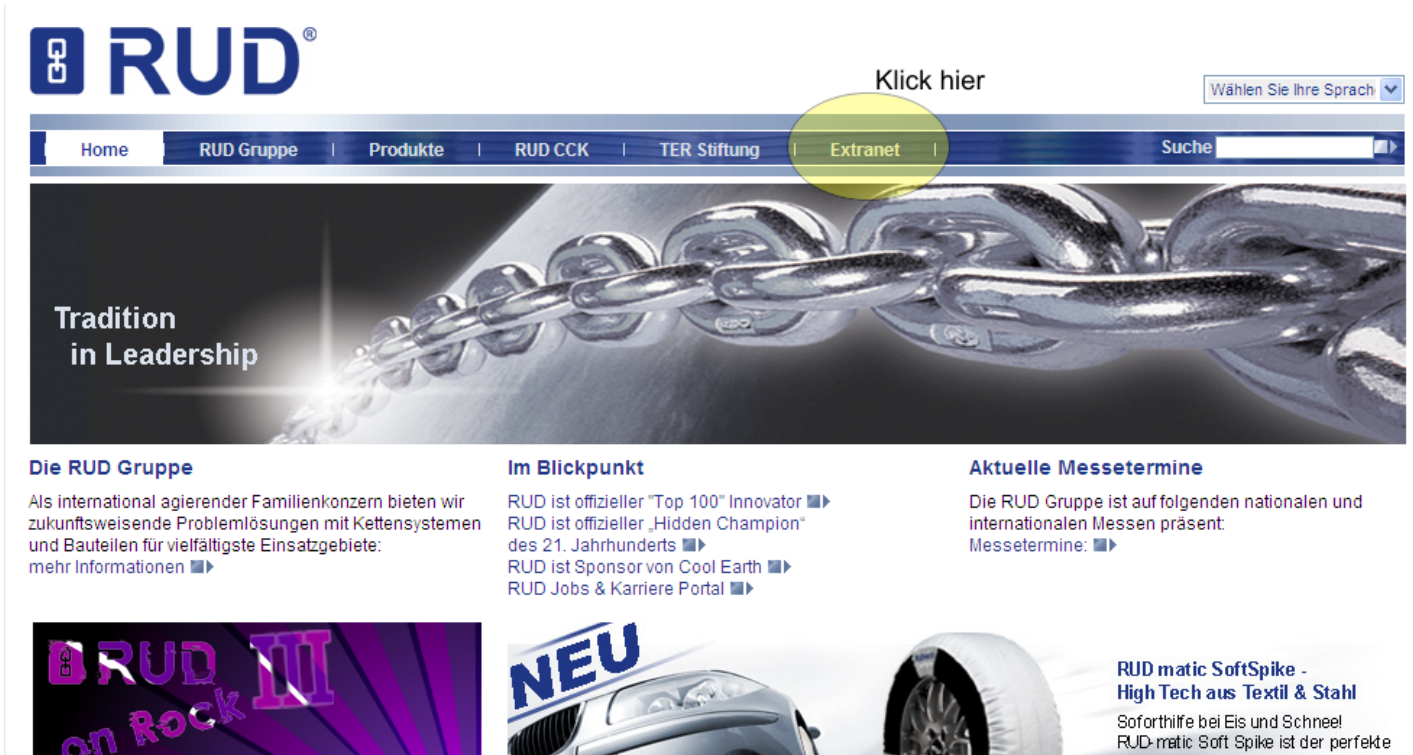 RUD®
Klick hier
Wählen Sie Ihre Sprach
Home
RUD Gruppe
Produkte
RUD CCK
TER Stiftung
Extranet
Suche
Tradition
in Leadership
Die RUD Gruppe
Als international agierender Familienkonzern bieten wir
zukunftsweisende Problemlösungen mit Kettensystemen
und Bauteilen für vielfältigste Einsatzgebiete:
mehr Informationen
Im Blickpunkt
RUD ist offizieller "Top 100" Innovator
RUD ist offizieller „Hidden Champion“
des 21. Jahrhunderts
RUD ist Sponsor von Cool Earth
RUD Jobs & Karriere Portal
Aktuelle Messetermine
Die RUD Gruppe ist auf folgenden nationalen und
internationalen Messen präsent:
Messetermine:
RUD III
on Rock
NEU
RUD matic SoftSpike -
High Tech aus Textil & Stahl
Soforthilfe bei Eis und Schnee!
RUD-matic Soft Spike ist der perfekte